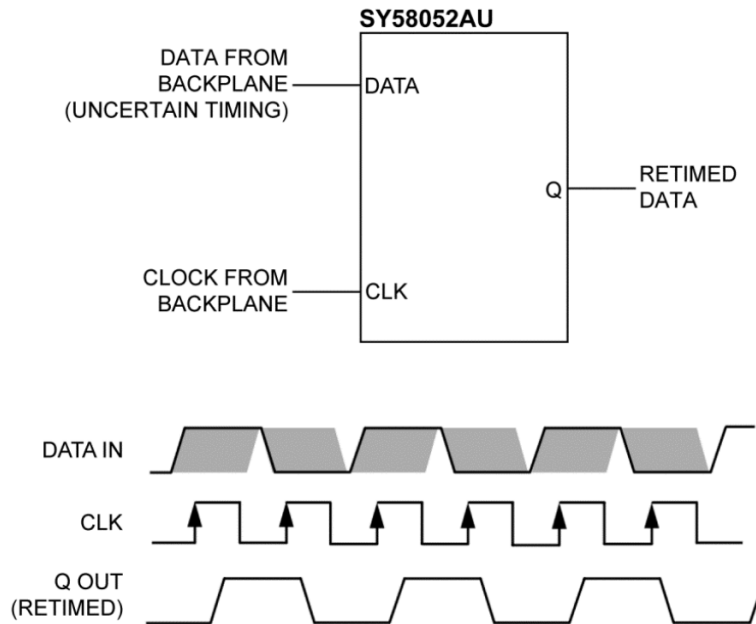 SY58052AU
DATA FROM
BACKPLANE
(UNCERTAIN TIMING)
DATA
Q
RETIMED
DATA
CLOCK FROM
BACKPLANE
CLK
DATA IN
CLK
Q OUT
(RETIMED)